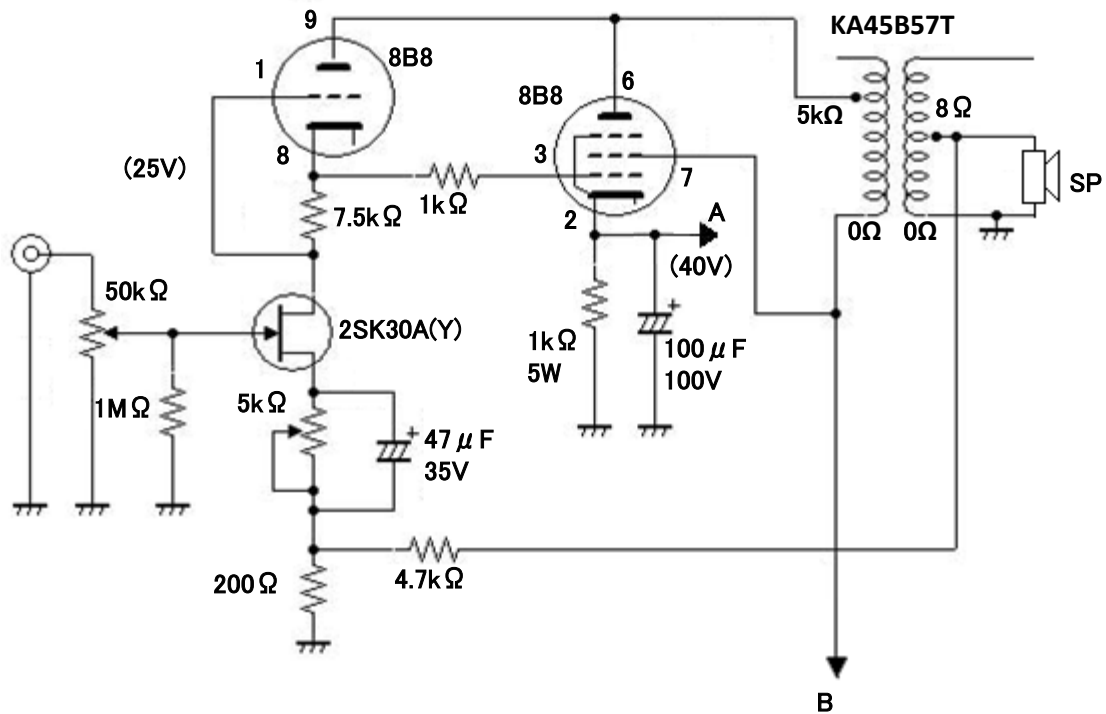 9
KA45B57T
1
8B8
6
8B8
5kΩ
8Ω
8
(25V)
3
7
SP
1kΩ
7.5kΩ
2
A
0Ω
0Ω
(40V)
50kΩ
2SK30A(Y)
1kΩ
5W
100μF
100V
1MΩ
5kΩ
+
47μF
35V
+
200Ω
4.7kΩ
B